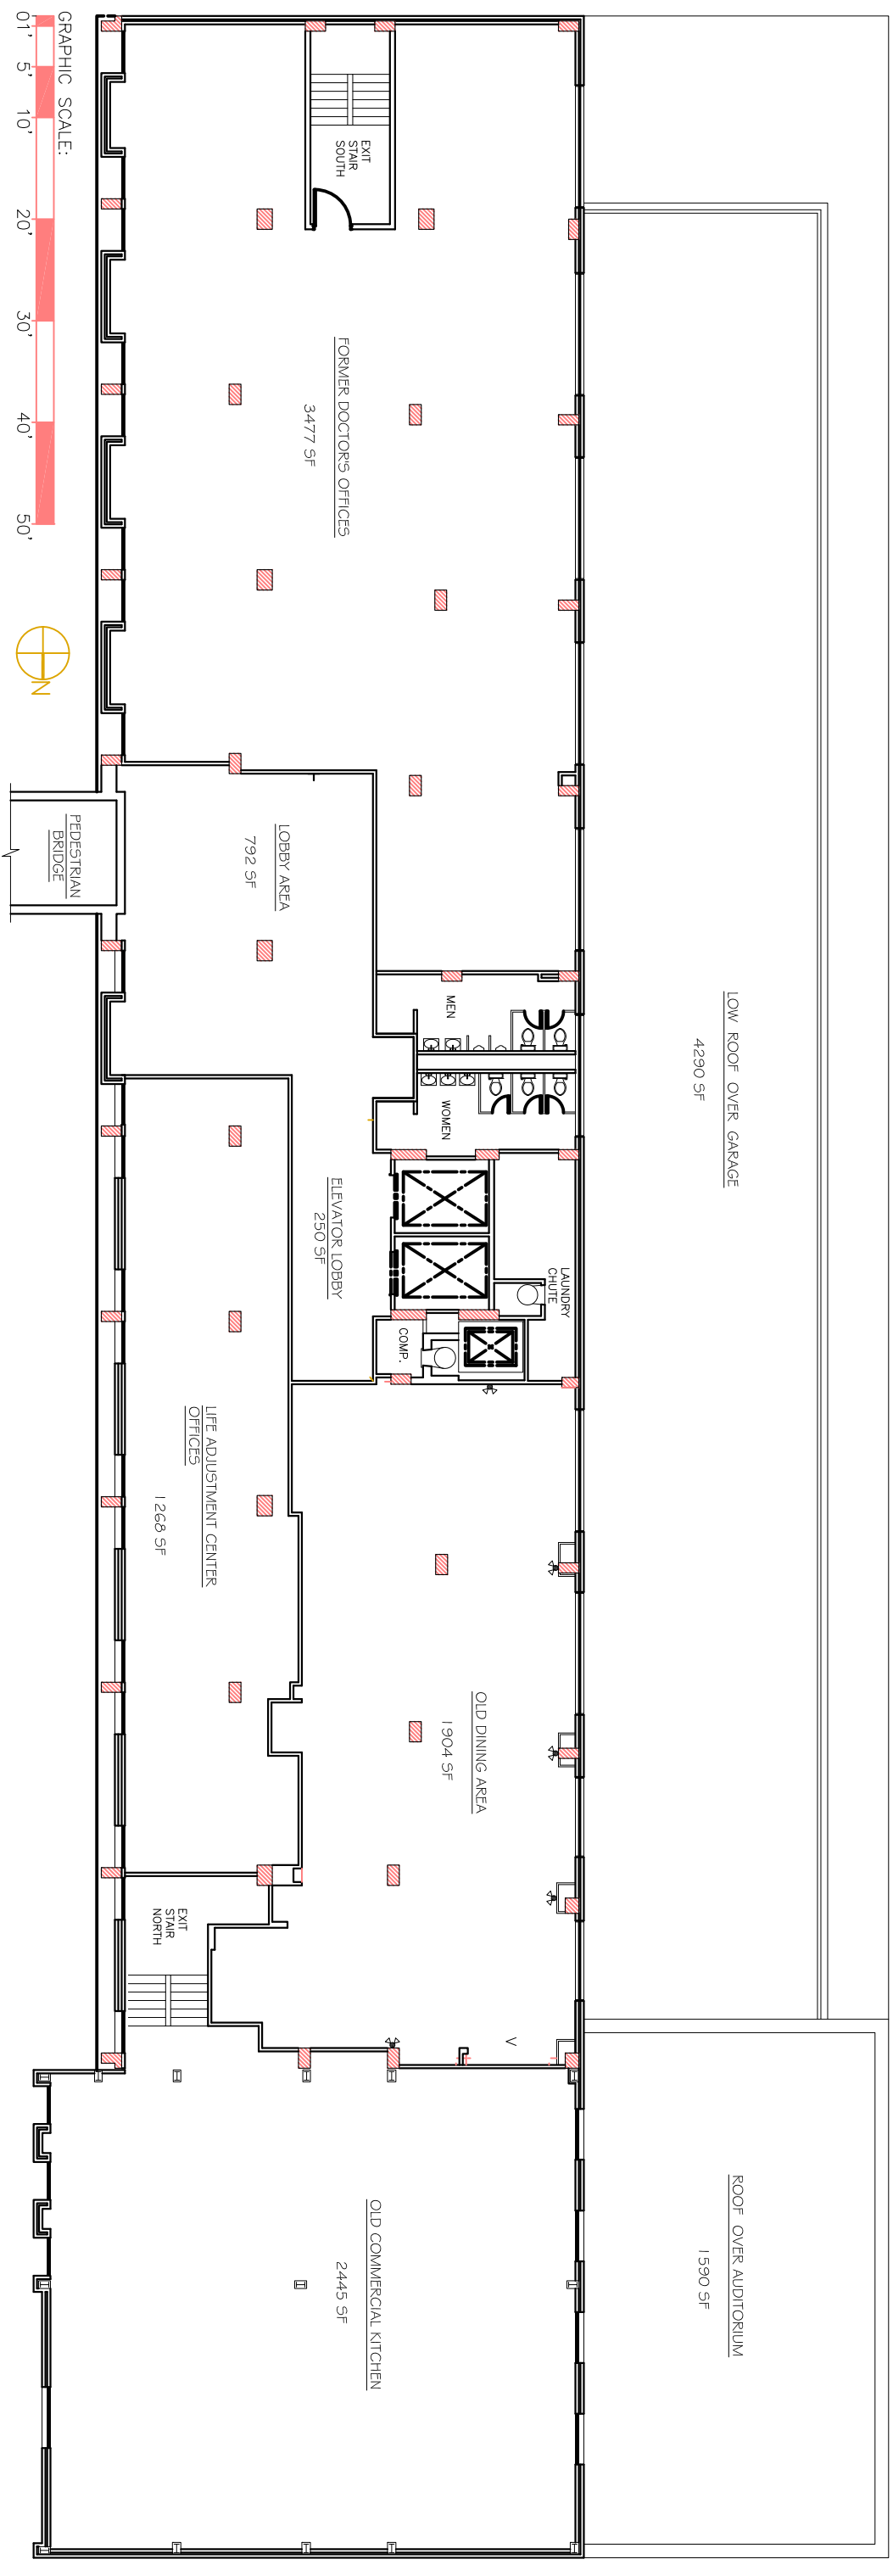 GRAPHIC SCALE:
0 1' 5' 10' 20' 30' 40' 50'
N
EXIT
STAIR
SOUTH
FORMER DOCTOR'S OFFICES
3477 SF
PEDESTRIAN
BRIDGE
LOBBY AREA
792 SF
MEN
WOMEN
ELEVATOR LOBBY
250 SF
LAUNDRY
CHUTE
COMP.
LOW ROOF OVER GARAGE
4290 SF
LIFE ADJUSTMENT CENTER
OFFICES
1268 SF
OLD DINING AREA
1904 SF
EXIT
STAIR
NORTH
V
OLD COMMERCIAL KITCHEN
2445 SF
ROOF OVER AUDITORIUM
1590 SF